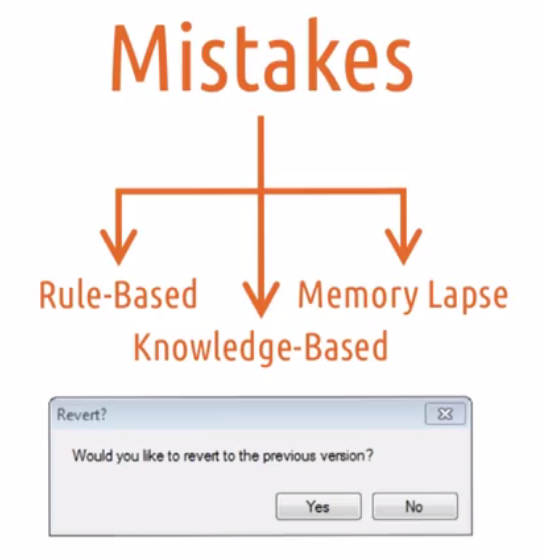 Mistakes
Rule-Based
Memory Lapse
Knowledge-Based
Revert?
Would you like to revert to the previous version?
Yes
No